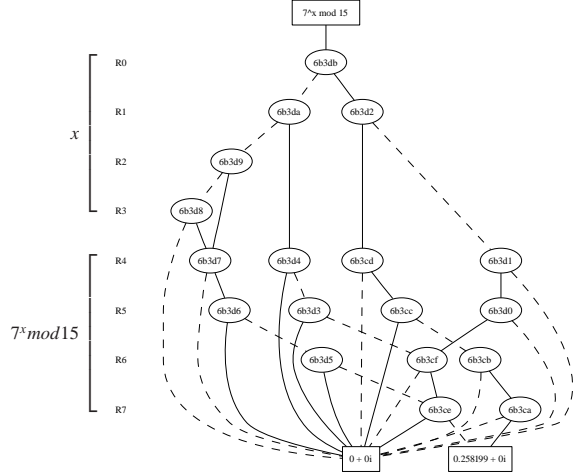 7^x mod 15
R0
6b3db
R1
6b3da 6b3d2
x
R2
6b3d9
R3
6b3d8
R4
6b3d7 6b3d4 6b3cd 6b3d1
R5
6b3d6 6b3d3 6b3cc 6b3d0
7^x mod 15
R6
6b3d5 6b3cf 6b3cb
R7
6b3ce 6b3ca
0 + 0i 0.258199 + 0i